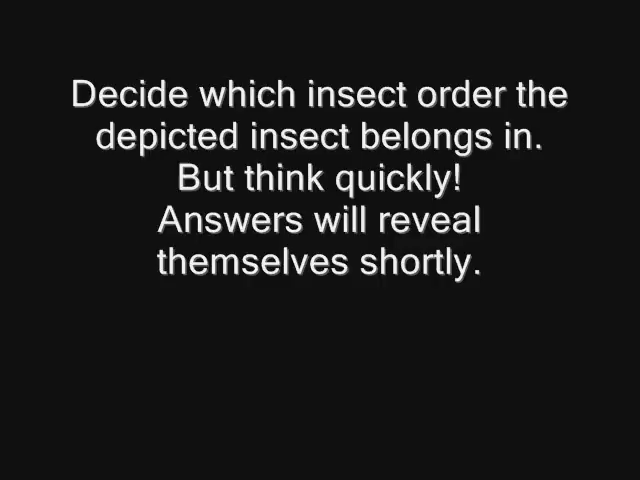 Decide which insect order the
depicted insect belongs in.
But think quickly!
Answers will reveal
themselves shortly.